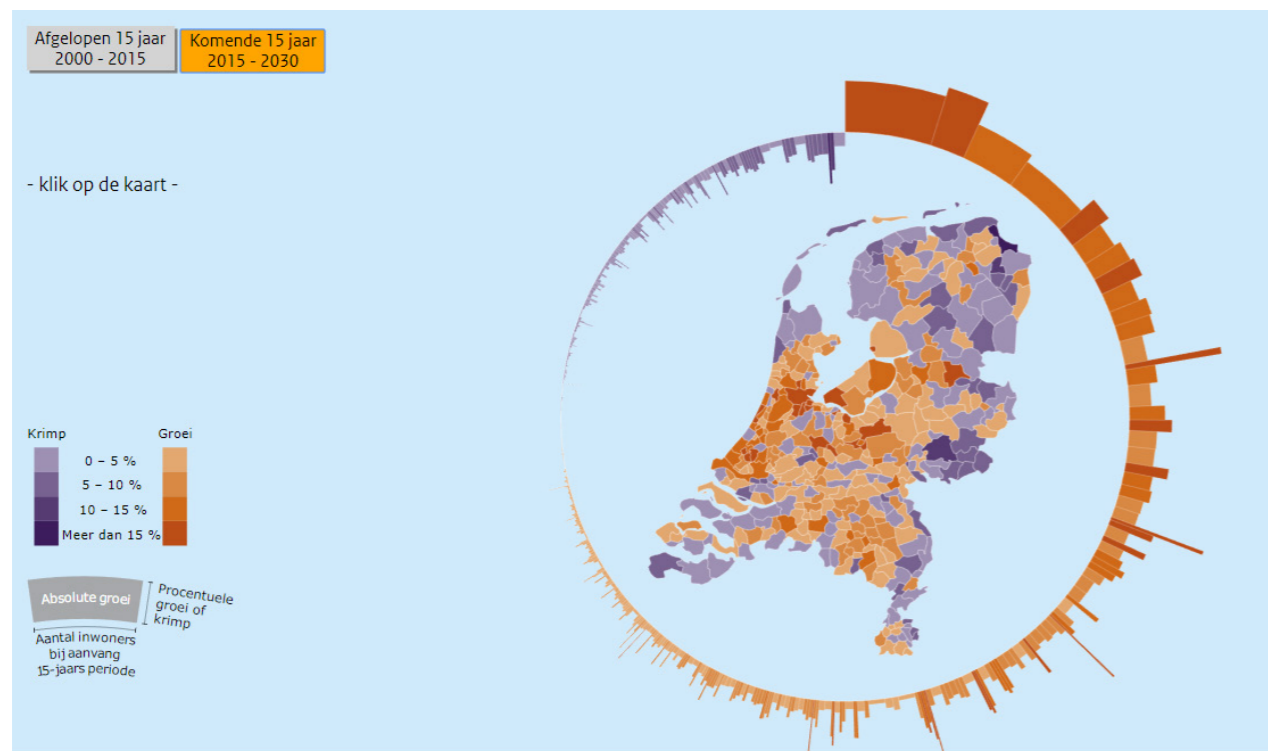 Afgelopen 15 jaar
2000 - 2015
Komende 15 jaar
2015 - 2030
- klik op de kaart -
Krimp
Groei
0 – 5 %
5 – 10 %
10 – 15 %
Meer dan 15 %
Absolute groei
Procentuele
groei of
krimp
Aantal inwoners
bij aanvang
15-jaars periode